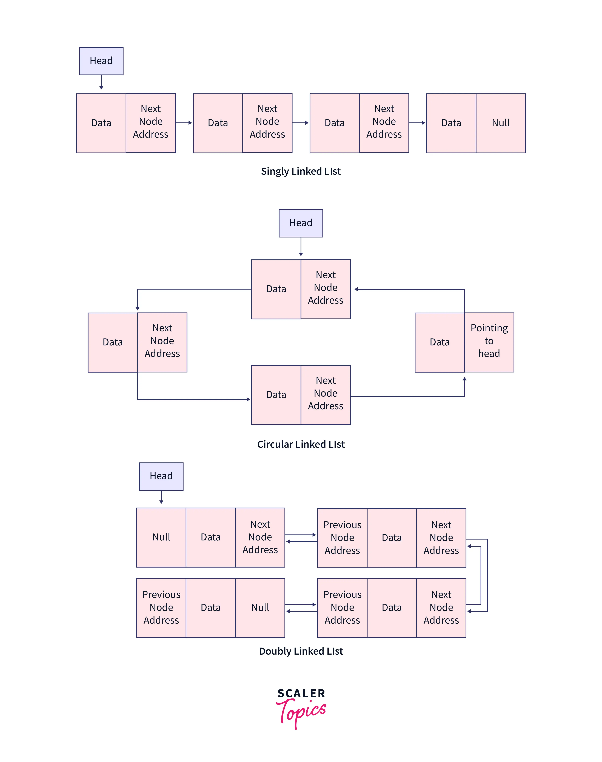 Head
Data
Next
Node
Address
Data
Next
Node
Address
Data
Next
Node
Address
Data
Null
Singly Linked LIst
Head
Data
Next
Node
Address
Data
Next
Node
Address
Data
Pointing
to
head
Data
Next
Node
Address
Circular Linked LIst
Head
Null
Data
Next
Node
Address
Previous
Node
Address
Data
Next
Node
Address
Previous
Node
Address
Data
Null
Previous
Node
Address
Data
Next
Node
Address
Doubly Linked LIst
SCALER
Topics